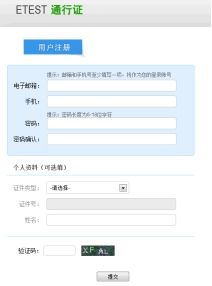 ETEST 通行证
用户注册
提示：邮箱和手机号至少填写一项，将作为您的登录账号
电子邮箱：
手机：
提示：密码长度为6-16位字符
密码：
密码确认：
个人资料（可选填）
证件类型： -请选择-
证件号：
姓名：
验证码： XF AL
提交